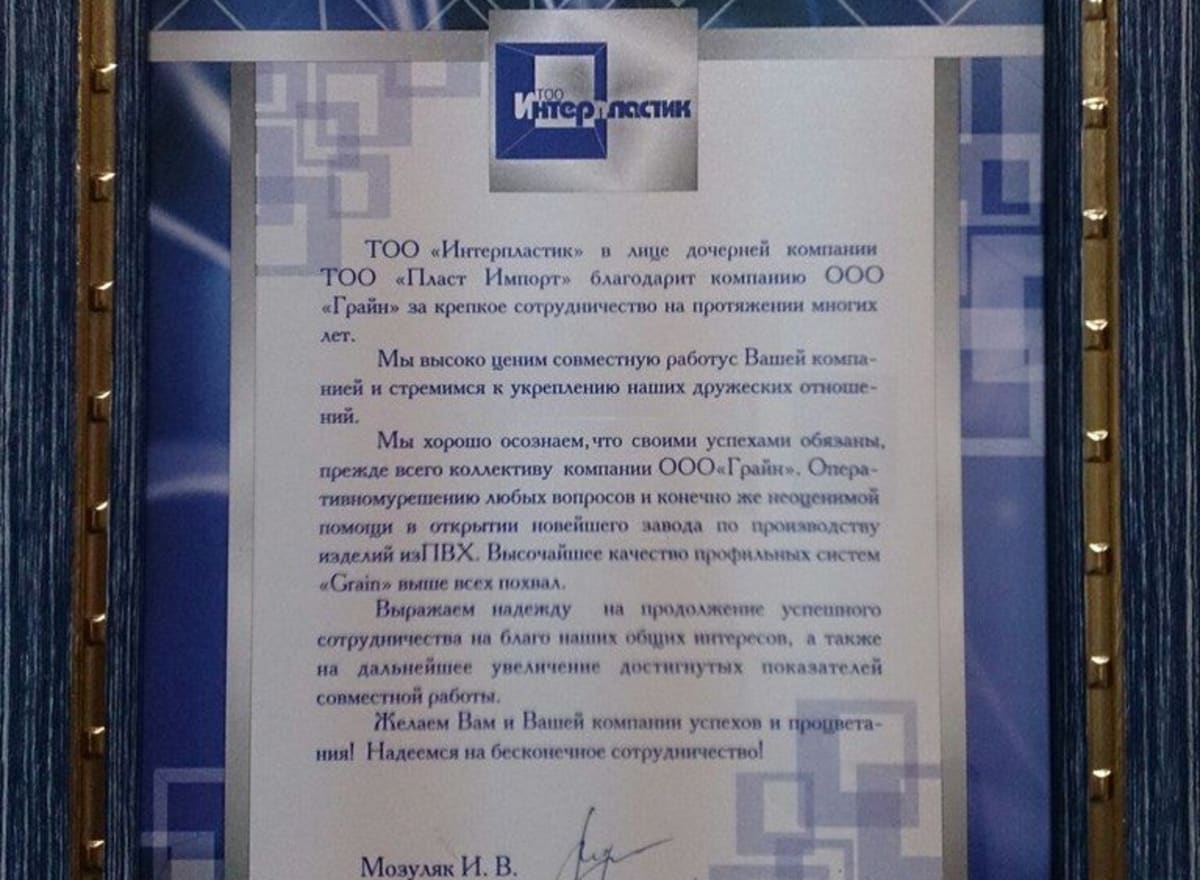 ТОО
Интерпластик
ТОО «Интерпластик» в лице дочерней компании
ТОО «Пласт Импорт» благодарит компанию ООО
«Грайн» за крепкое сотрудничество на протяжении многих
лет.
Мы высоко ценим совместную работус Вашей компа-
нией и стремимся к укреплению наших дружеских отноше-
ний.
Мы хорошо осознаем, что своими успехами обязаны,
прежде всего коллективу компании ООО«Грайн». Опера-
тивномурешению любых вопросов и конечно же неоценимой
помощи в открытии новейшего завода по производству
изделий изПВХ. Высочайшее качество профильных систем
«Grain» выше всех похвал.
Выражаем надежду на продолжение успешного
сотрудничества на благо наших общих интересов, а также
на дальнейшее увеличение достигнутых показателей
совместной работы.
Желаем Вам и Вашей компании успехов и процвета-
ния! Надеемся на бесконечное сотрудничество!
Мозуляк И. В.